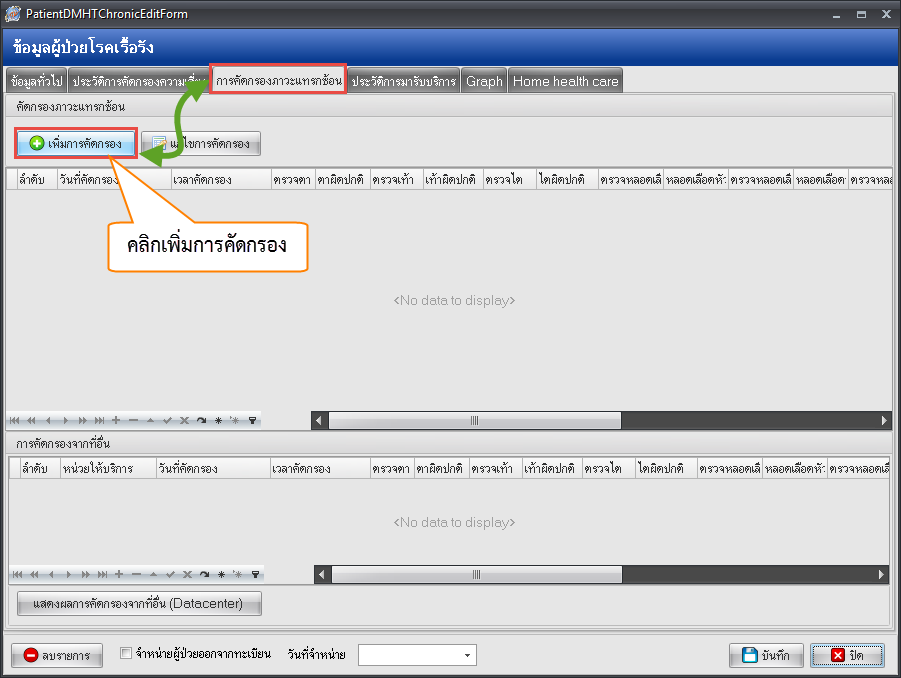 PatientDMHTChronicEditForm
ข้อมูลผู้ป่วยโรคเรื้อรัง
ข้อมูลทั่วไป ประวัติการคัดกรองความเสี่ยง การคัดกรองภาวะแทรกซ้อน ประวัติการมารับบริการ Graph Home health care
คัดกรองภาวะแทรกซ้อน
เพิ่มการคัดกรอง แก้ไขการคัดกรอง
ลำดับ วันที่คัดกรอง เวลาคัดกรอง ตรวจตา ตาผิดปกติ ตรวจเท้า เท้าผิดปกติ ตรวจไต ไตผิดปกติ ตรวจหลอดเลื หลอดเลือดหัว ตรวจหลอดเลื หลอดเลือด ตรวจหล
คลิกเพิ่มการคัดกรอง
<No data to display>
การคัดกรองจากที่อื่น
ลำดับ หน่วยให้บริการ วันที่คัดกรอง เวลาคัดกรอง ตรวจตา ตาผิดปกติ ตรวจเท้า เท้าผิดปกติ ตรวจไต ไตผิดปกติ ตรวจหลอดเลื หลอดเลือดหัว ตรวจหลอดเลื
<No data to display>
แสดงผลการคัดกรองจากที่อื่น (Datacenter)
ลบรายการ จำหน่ายผู้ป่วยออกจากทะเบียน วันที่จำหน่าย บันทึก ปิด